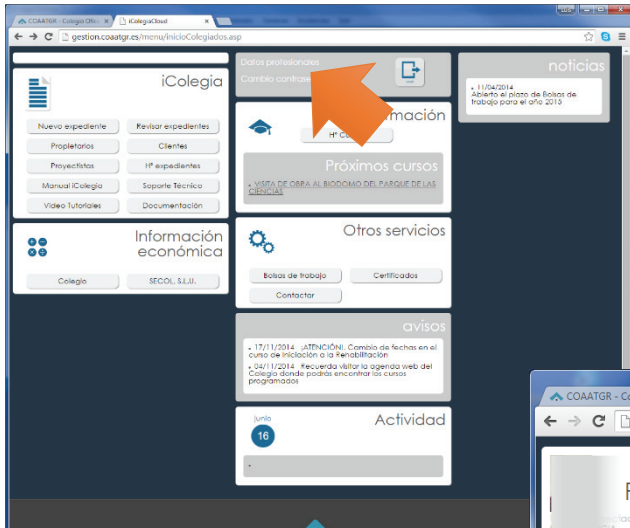 COAATGR - Colegio Ofici
iColegiaCloud
gestion.coaatgr.es/menu/inicioColegiados.asp
iColegia
Nuevo expediente
Revisar expedientes
Propietarios
Clientes
Proyectistas
Hº expedientes
Manual iColegia
Soporte Técnico
Video Tutoriales
Documentación
Información
económica
Colegio
SECOL, S.L.U.
Datos profesionales
Cambio contrase
Hº C
Próximos cursos
VISITA DE OBRA AL BIODOMO DEL PARQUE DE LAS
CIENCIAS
Otros servicios
Bolsas de trabajo
Certificados
Contactar
avisos
17/11/2014 ¡ATENCIÓN!. Cambio de fechas en el
curso de Iniciación a la Rehabilitación
04/11/2014 Recuerda visitar la agenda web del
Colegio donde podrás encontrar los cursos
programados
junio
16
Actividad
noticias
11/04/2014
Abierto el plazo de Bolsas de
trabajo para el año 2015
COAATGR - Co